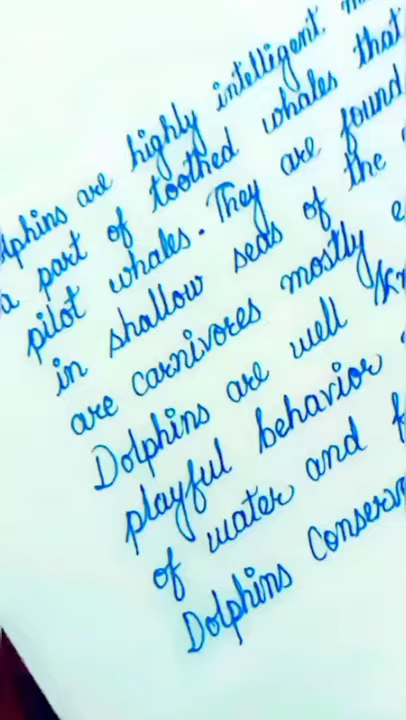 lphins are highly intelligent
a part of toothed whales that
pilot whales. They are found
in shallow seas of the
are carnivores mostly
Dolphins are well
playful behavior
of water and
Dolphins Conserv